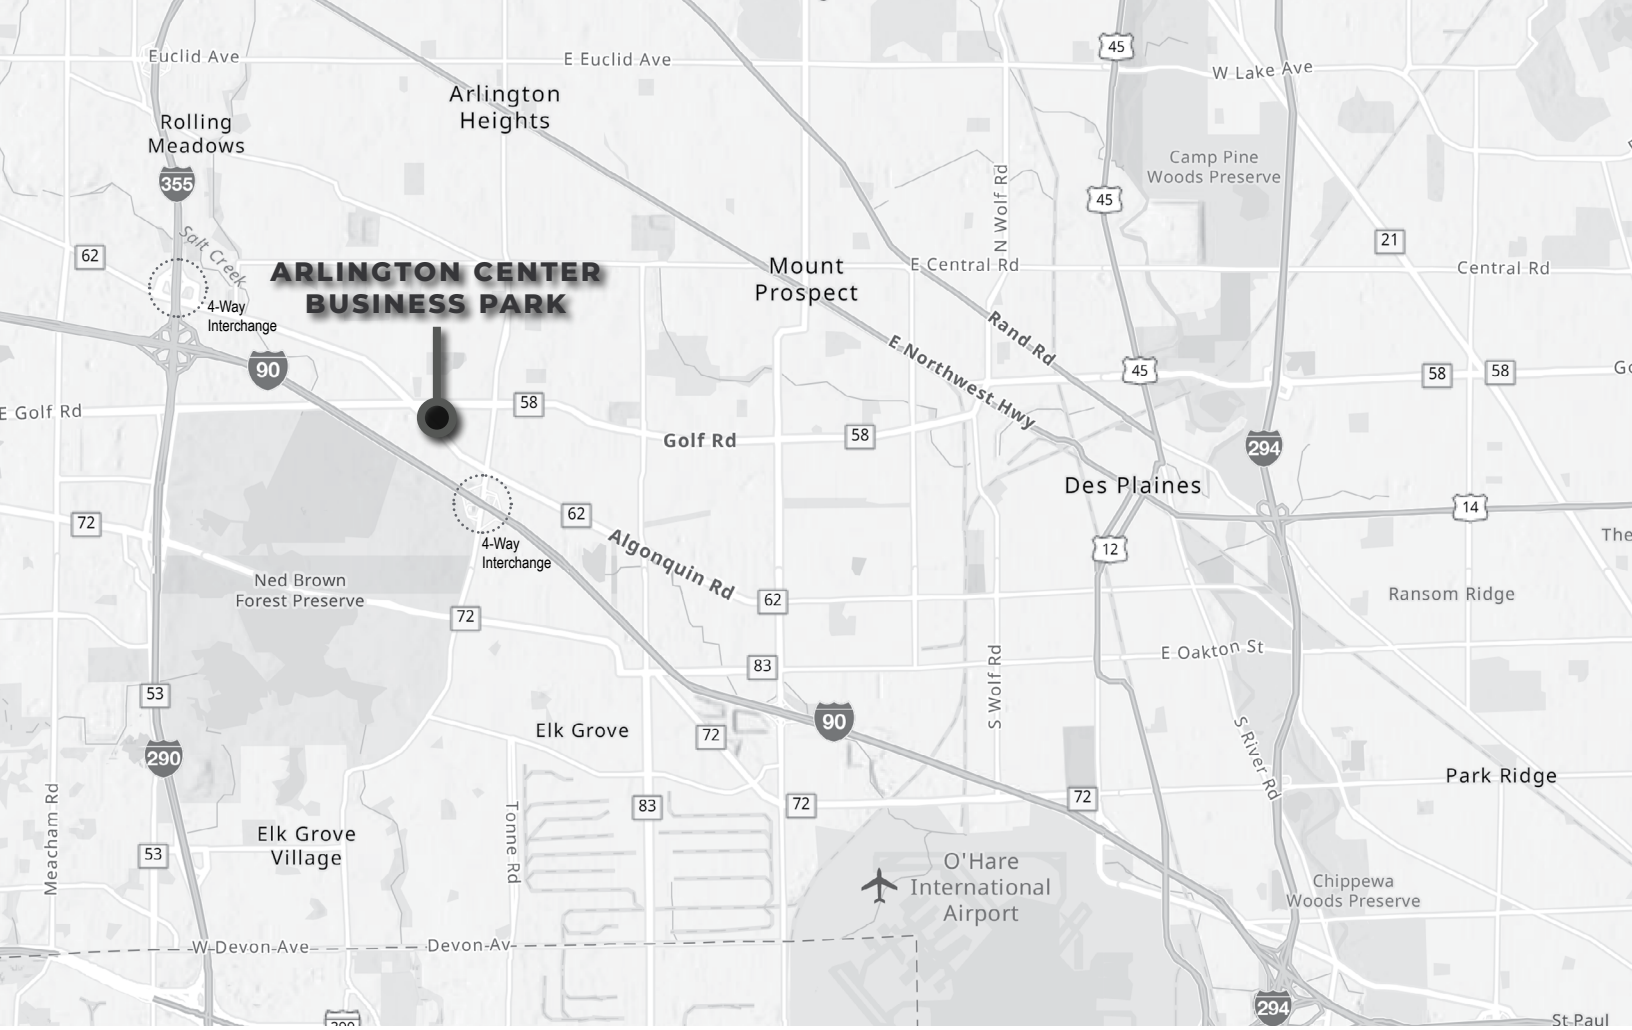 45
Euclid Ave
E Euclid Ave
W Lake Ave
Arlington
Heights
Rolling
Meadows
Camp Pine
Woods Preserve
355
45
N Wolf Rd
21
62
Salt Creek
ARLINGTON CENTER
BUSINESS PARK
Mount
Prospect
E Central Rd
Central Rd
4-Way
Interchange
Rand Rd
E Northwest Hwy
90
45
58
58
E Golf Rd
58
Golf Rd
58
294
Des Plaines
14
62
72
4-Way
Interchange
Algonquin Rd
12
The
Ned Brown
Forest Preserve
72
62
Ransom Ridge
83
E Oakton St
S Wolf Rd
53
Elk Grove
90
72
290
S River Rd
Park Ridge
Meacham Rd
Tonne Rd
83
72
72
Elk Grove
Village
53
O'Hare
International
Airport
Chippewa
Woods Preserve
W Devon Ave
Devon Av
294
St Paul